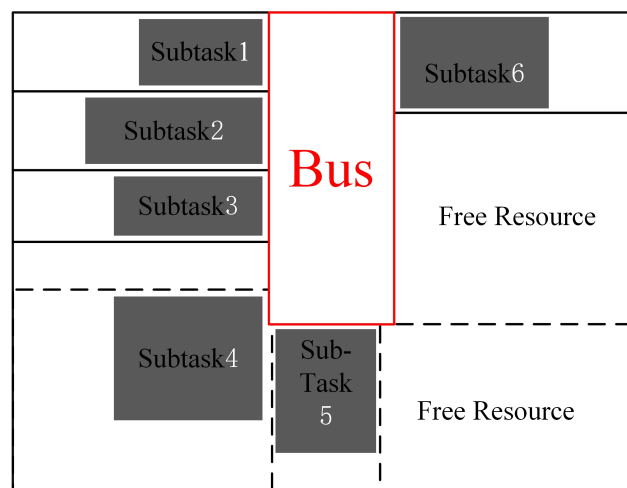 Subtask1
Subtask2
Subtask3
Subtask4
Bus
Sub-
Task
5
Subtask6
Free Resource
Free Resource